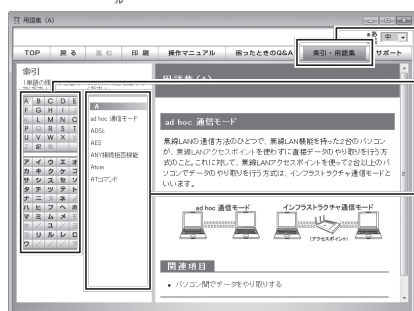 ル
用語集 (A)
あ 中
TOP 戻る 進む 印刷 操作マニュアル 困ったときのQ&A 索引・用語集 サポート
索引
用語集 (A)
A B C D E
F G H I J
K L M N O
P Q R S T
U V W X Y
Z 記 数
ア イ ウ エ オ
カ キ ク ケ コ
サ シ ス セ ソ
タ チ ツ テ ト
ナ ニ ヌ ネ ノ
ハ ヒ フ ヘ ホ
マ ミ ム メ モ
ヤ ユ ヨ
ラ リ ル レ ロ
ワ
A
ad hoc 通信モード
ADSL
AES
ANY接続拒否機能
Atom
ATコマンド
ad hoc 通信モード
無線LANの通信方法のひとつで、無線LAN機能を持った2台のパソコン
が、無線LANアクセスポイントを使わずに直接データのやり取りを行う方
式のこと。これに対して、無線LANアクセスポイントを使って2台以上のパ
ソコンでデータの やり取りを行う方式は、インフラストラクチャ通信モードと
いいます。
ad hoc 通信モード インフラストラクチャ通信モード
(アクセスポイント)
関連項目
• パソコン間でデータをやり取りする